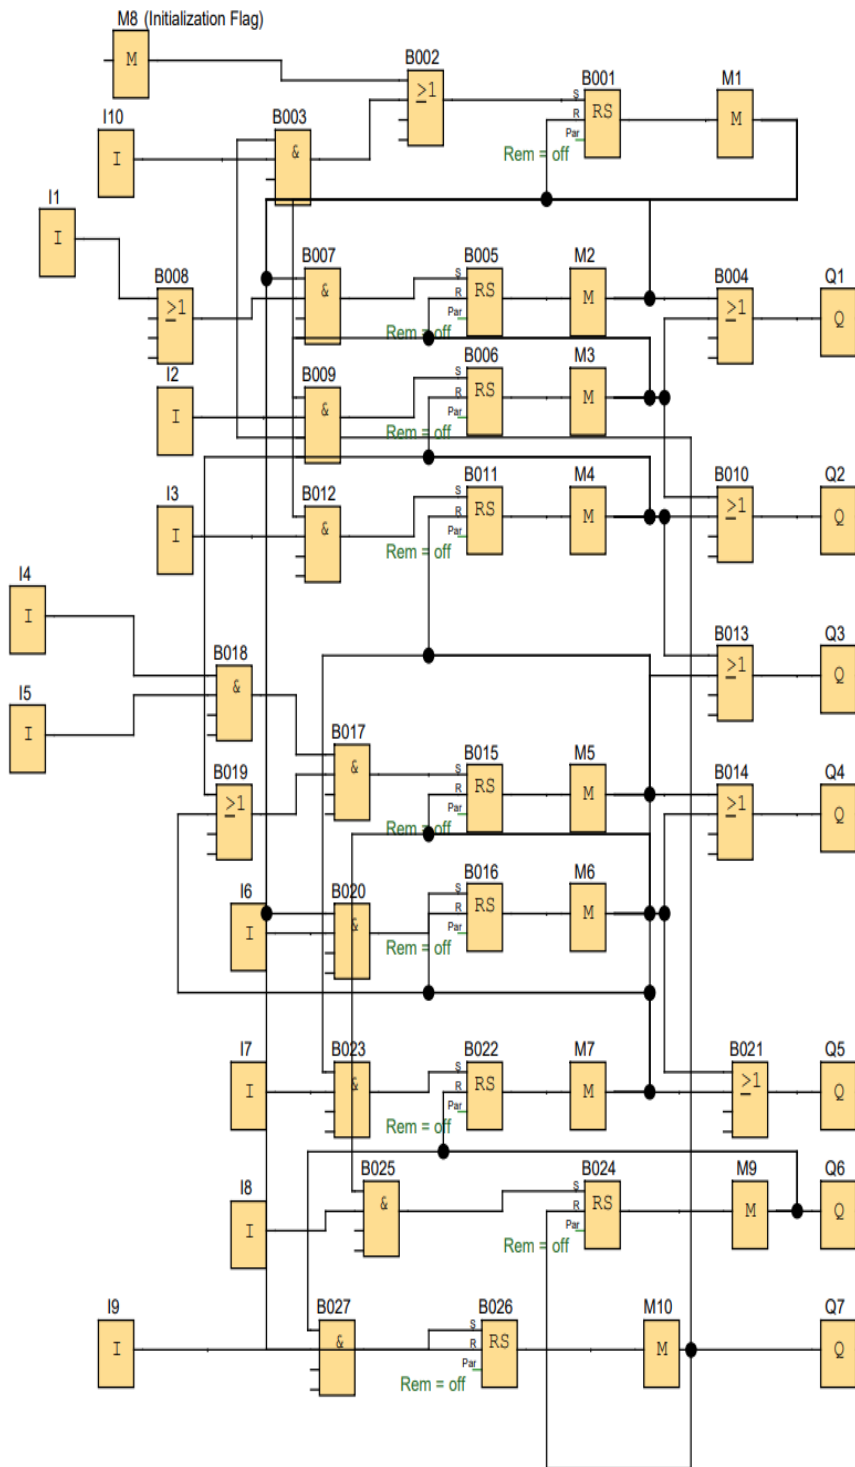 M8 (Initialization Flag)
M
B002
>1
B001
S
R
Par
RS
Rem = off
M1
M
I10
I
B003
&
I1
I
B008
>1
B007
&
B005
S
R
Par
RS
Rem = off
M2
M
B004
>1
Q1
Q
I2
I
B009
&
B006
S
R
Par
RS
Rem = off
M3
M
I3
I
B012
&
B011
S
R
Par
RS
Rem = off
M4
M
B010
>1
Q2
Q
I4
I
I5
I
B018
&
B013
>1
Q3
Q
B019
>1
B017
&
B015
S
R
Par
RS
Rem = off
M5
M
B014
>1
Q4
Q
I6
I
B020
&
B016
S
R
Par
RS
Rem = off
M6
M
I7
I
B023
&
B022
S
R
Par
RS
Rem = off
M7
M
B021
>1
Q5
Q
I8
I
B025
&
B024
S
R
Par
RS
Rem = off
M9
M
Q6
Q
I9
I
B027
&
B026
S
R
Par
RS
Rem = off
M10
M
Q7
Q